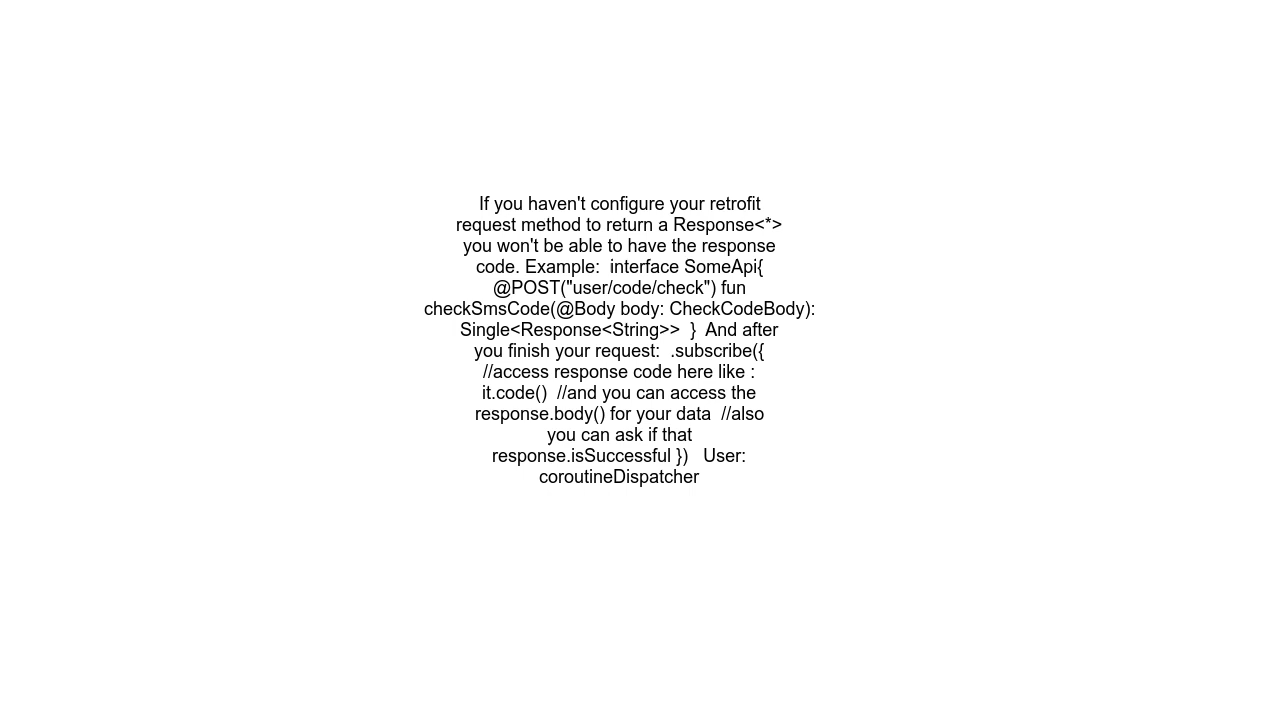 If you haven't configure your retrofit
request method to return a Response<*>
you won't be able to have the response
code. Example:  interface SomeApi{
@POST("user/code/check") fun
checkSmsCode(@Body body: CheckCodeBody):
Single<Response<String>>  }  And after
you finish your request:  .subscribe({
//access response code here like :
it.code()  //and you can access the
response.body() for your data  //also
you can ask if that
response.isSuccessful })   User:
coroutineDispatcher